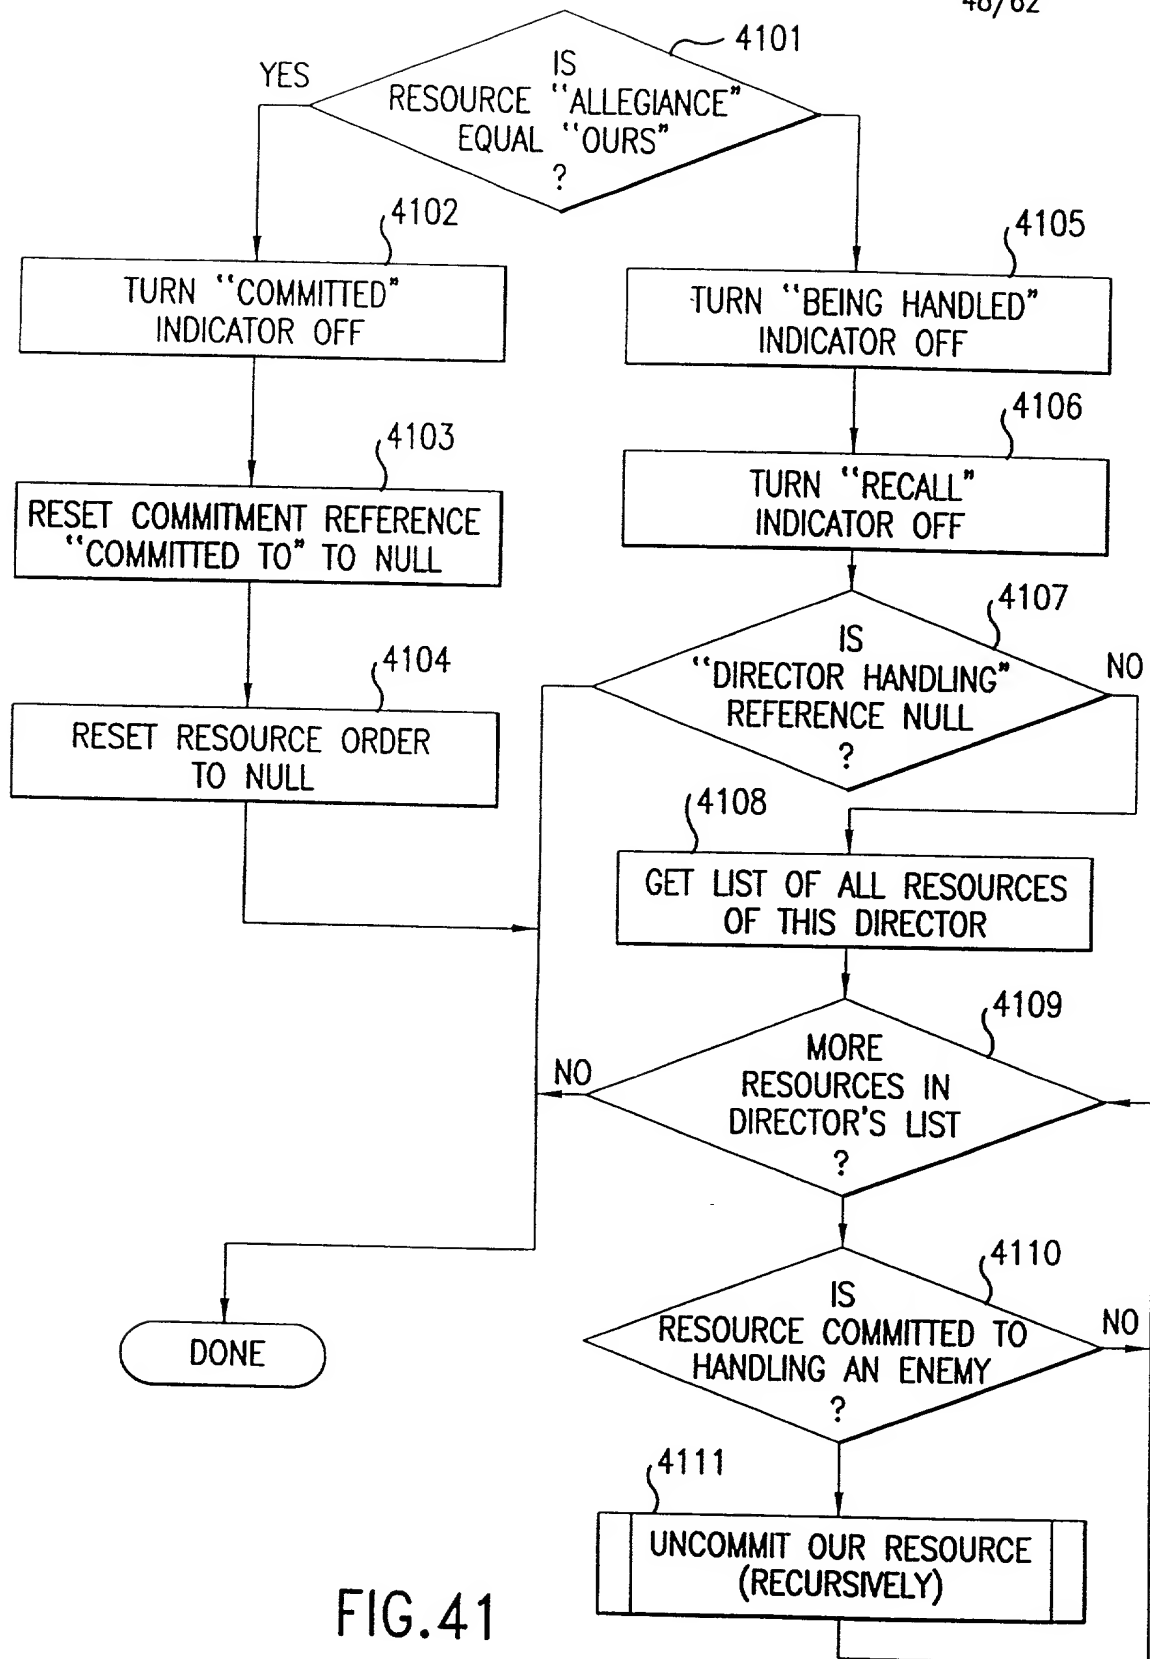 48/62
4101
YES
IS
RESOURCE "ALLEGIANCE"
EQUAL "OURS"
?
4102
4105
TURN "COMMITTED"
INDICATOR OFF
TURN "BEING HANDLED"
INDICATOR OFF
4103
4106
RESET COMMITMENT REFERENCE
"COMMITTED TO" TO NULL
TURN "RECALL"
INDICATOR OFF
4104
4107
RESET RESOURCE ORDER
TO NULL
IS
"DIRECTOR HANDLING"
REFERENCE NULL
?
NO
4108
GET LIST OF ALL RESOURCES
OF THIS DIRECTOR
4109
NO
MORE
RESOURCES IN
DIRECTOR'S LIST
?
4110
IS
RESOURCE COMMITTED TO
HANDLING AN ENEMY
?
NO
DONE
4111
UNCOMMIT OUR RESOURCE
(RECURSIVELY)
FIG.41